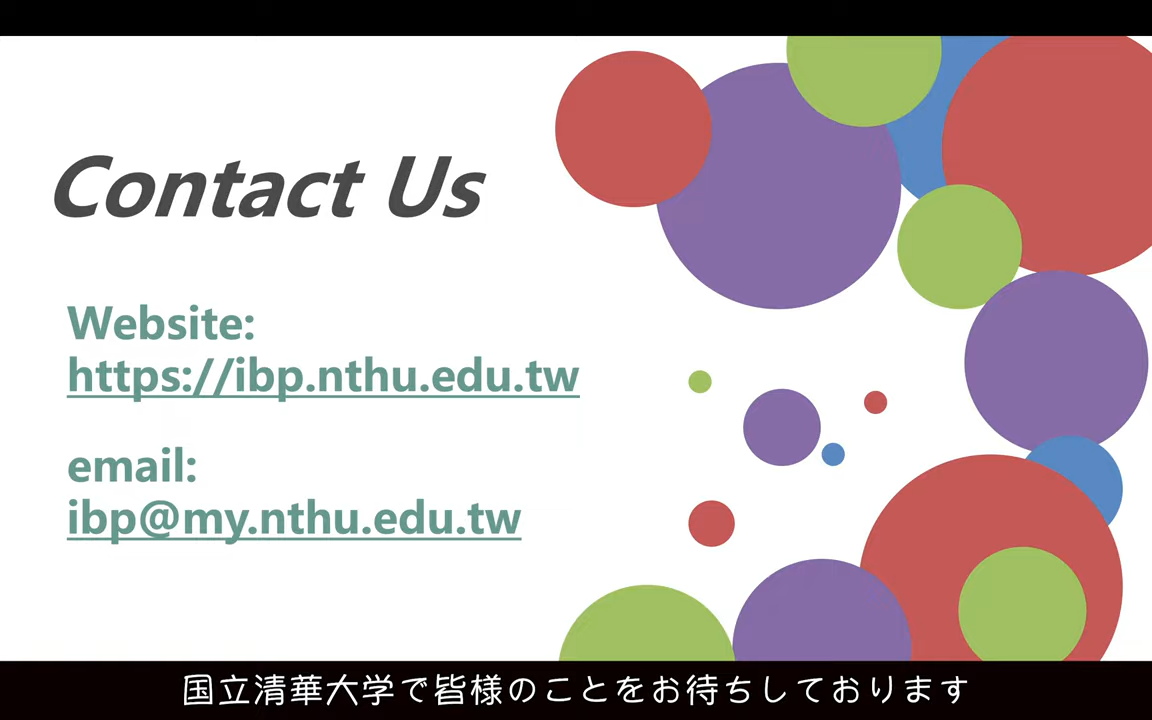 Contact Us
Website:
https://ibp.nthu.edu.tw
email:
ibp@my.nthu.edu.tw
国立清華大学で皆様のことをお待ちしております